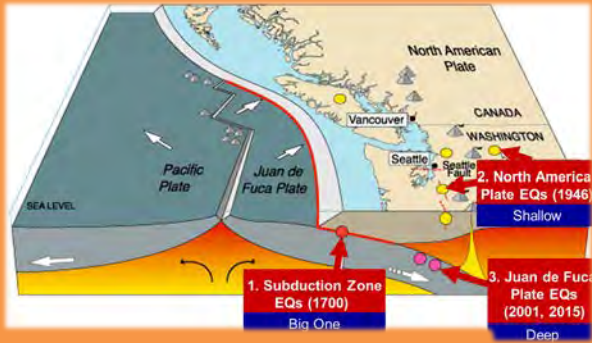 North American
Plate
CANADA
Vancouver
WASHINGTON
Seattle
Seattle
Fault
Pacific
Plate
Juan de
Fuca Plate
SEA LEVEL
2. North America
Plate EQs (1946)
Shallow
1. Subduction Zone
EQs (1700)
Big One
3. Juan de Fuca
Plate EQs
(2001, 2015)
Deep